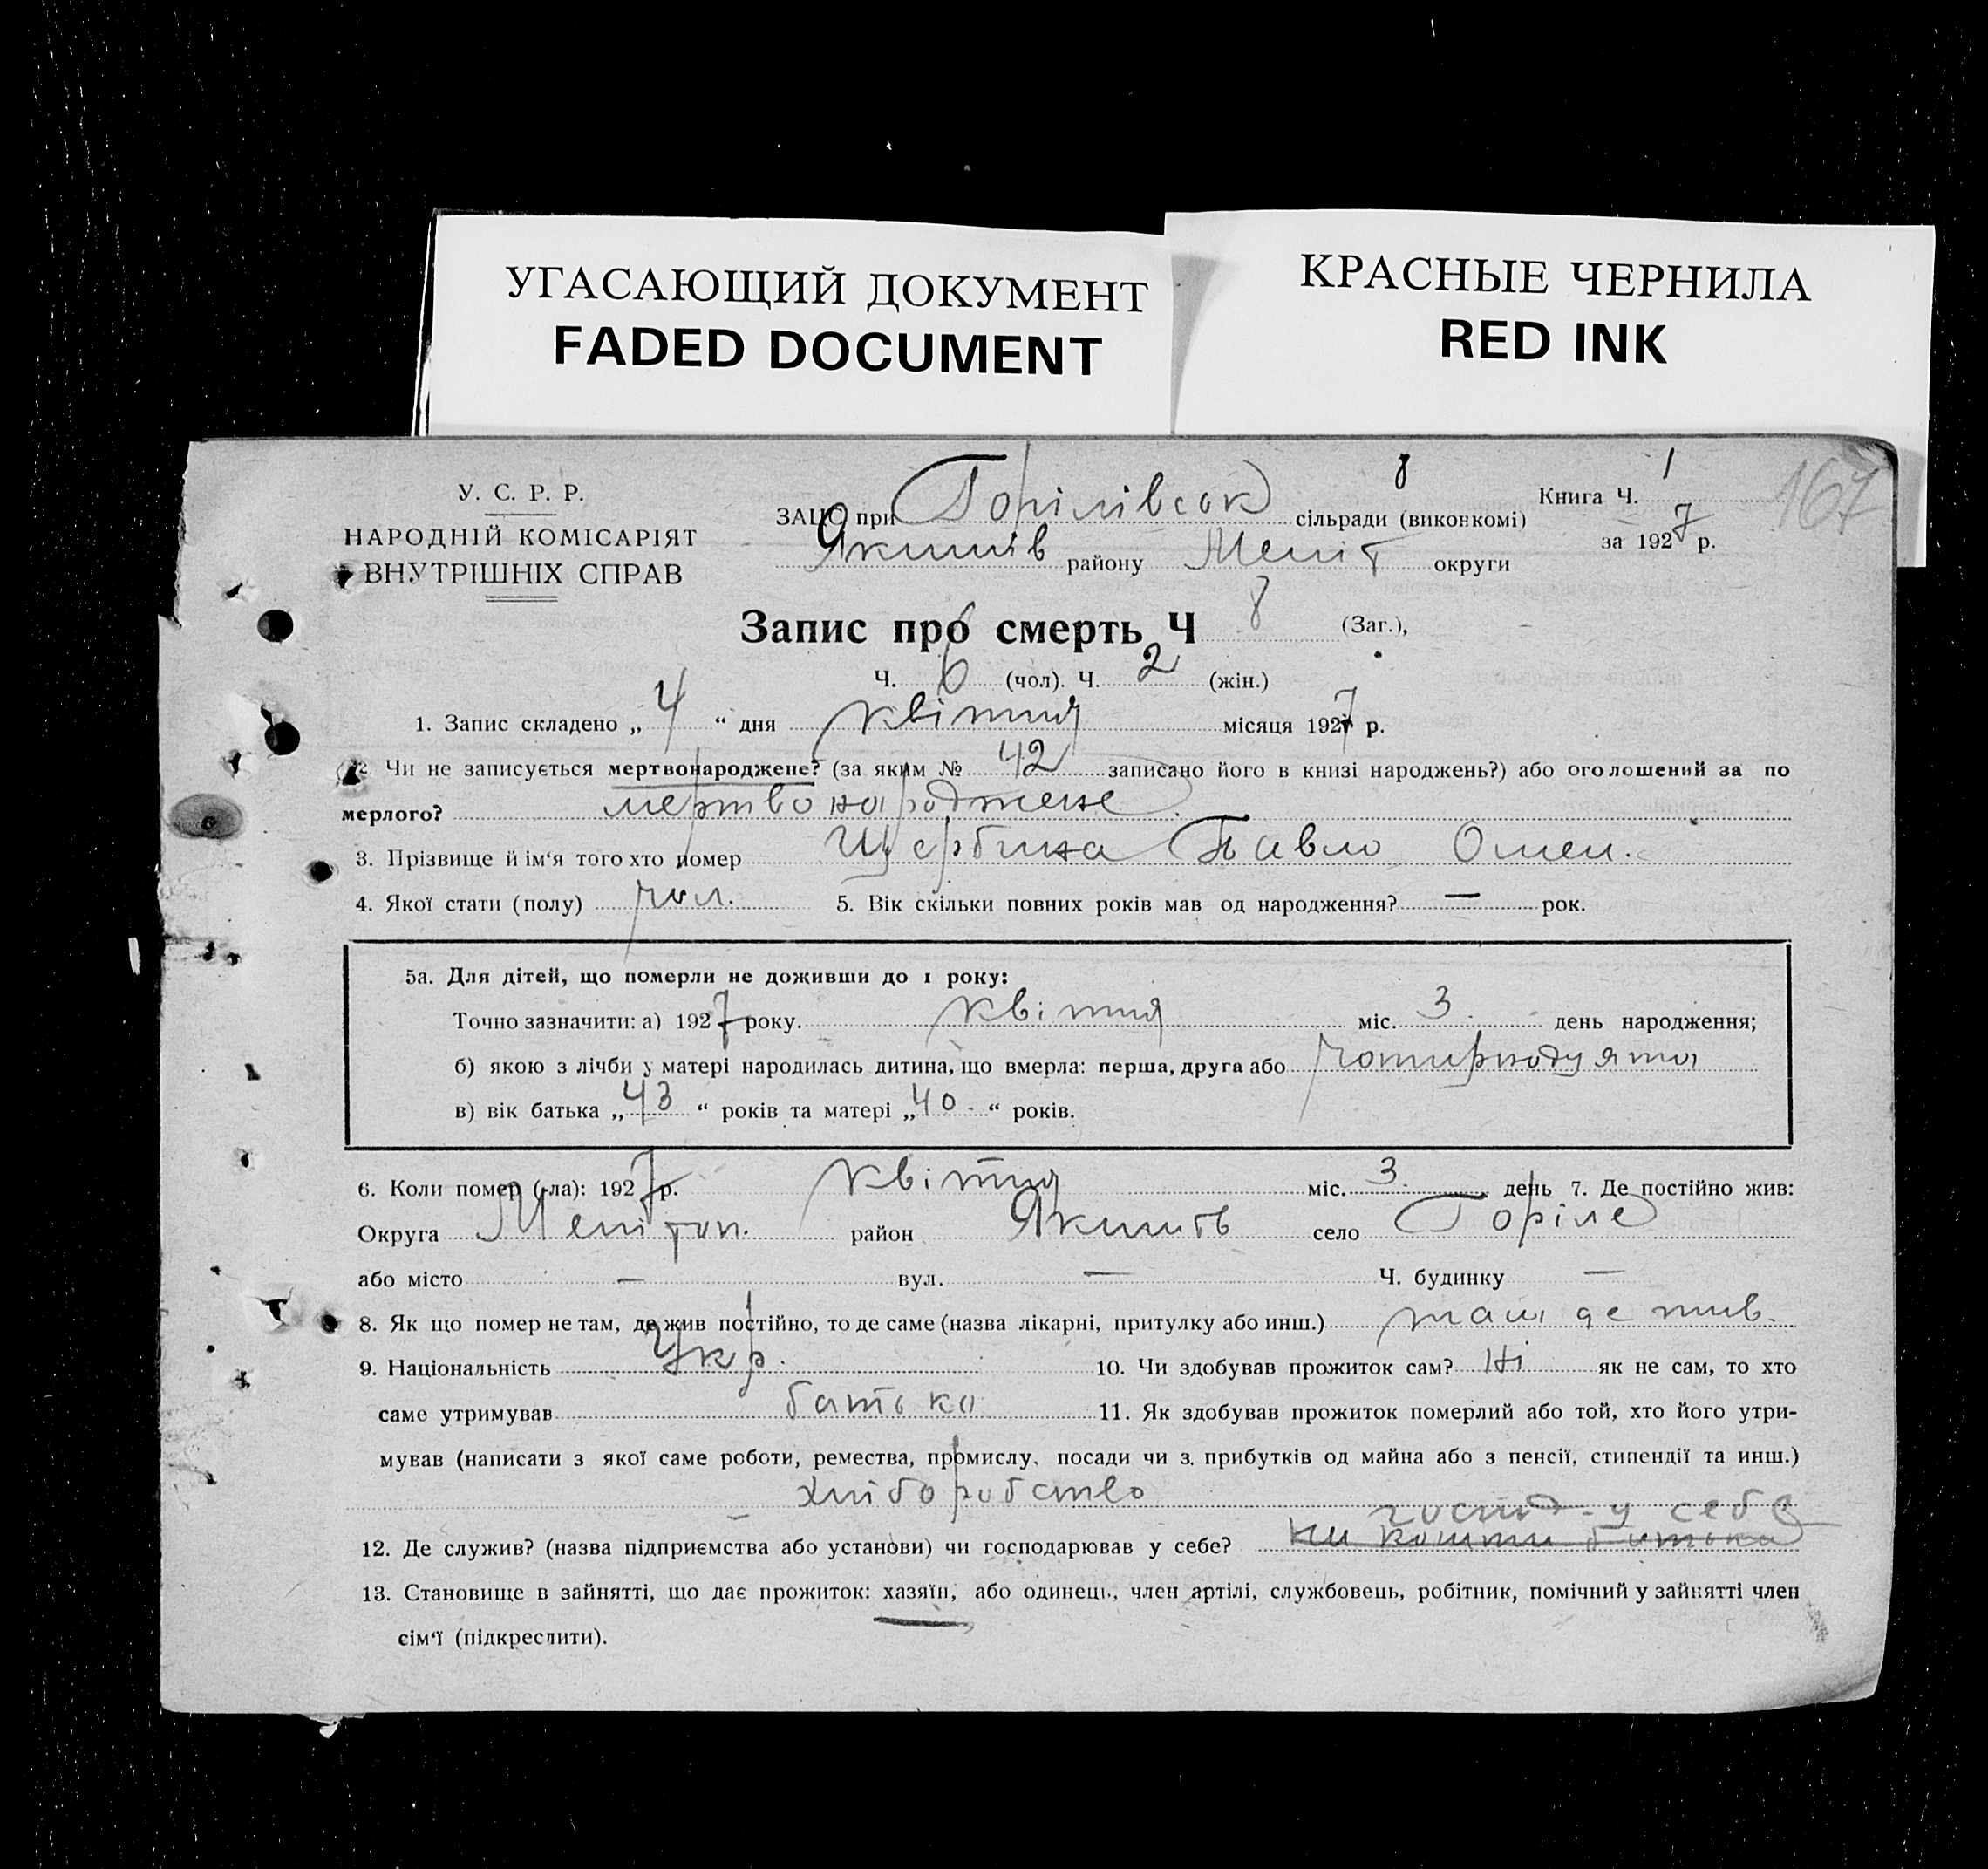 УГАСАЮЩИЙ ДОКУМЕНТ
FADED DOCUMENT
КРАСНЫЕ ЧЕРНИЛА
RED INK
167
У. С. Р. Р.
НАРОДНІЙ КОМІСАРІЯТ
ВНУТРІШНІХ СПРАВ
8
Книга Ч. 1
за 1927 р.
ЗАЦС при Горілівськ сільради (виконкомі)
Якимів району Меліт округи
Запис про смерть Ч 8 (Заг.),
Ч. 6 (чол). Ч. 2 (жін.)
1. Запис складено „ 4 “ дня квітня місяця 1927 р.
2 Чи не записується мертвонароджене? (за яким № 42 записано його в книзі народжень?) або оголошений за по
мерлого? мертвонароджене
3. Прізвище й ім‘я того хто помер Щербина Павло Омел.
4. Якої стати (полу) чол. 5. Вік скільки повних років мав од народження? — рок.
5а. Для дітей, що померли не доживши до 1 року:
Точно зазначити: а) 1927 року. квітня міс. 3. день народження;
б) якою з лічби у матері народилась дитина, що вмерла: перша, друга або чотирнодцята
в) вік батька „ 43 “ років та матері „ 40. “ років.
6. Коли помер (-ла): 1927 р. квітня міс. 3. день 7. Де постійно жив:
Округа Мелітоп. район Якимів село Горіле
або місто — вул. — Ч. будинку —
8. Як що помер не там, де жив постійно, то де саме (назва лікарні, притулку або инш.) там де жив.
9. Національність Укр. 10. Чи здобував прожиток сам? Ні як не сам, то хто
саме утримував батько 11. Як здобував прожиток померлий або той, хто його утри-
мував (написати з якої саме роботи, ремества, промислу, посади чи з прибутків од майна або з пенсії, стипендії та инш.)
хліборобство
госпд. у себе
12. Де служив? (назва підприємства або установи) чи господарював у себе? на кошти батька
13. Становище в зайнятті, що дає прожиток: хазяїн, або одинець, член артілі, службовець, робітник, помічний у зайнятті член
сім‘ї (підкреслити).